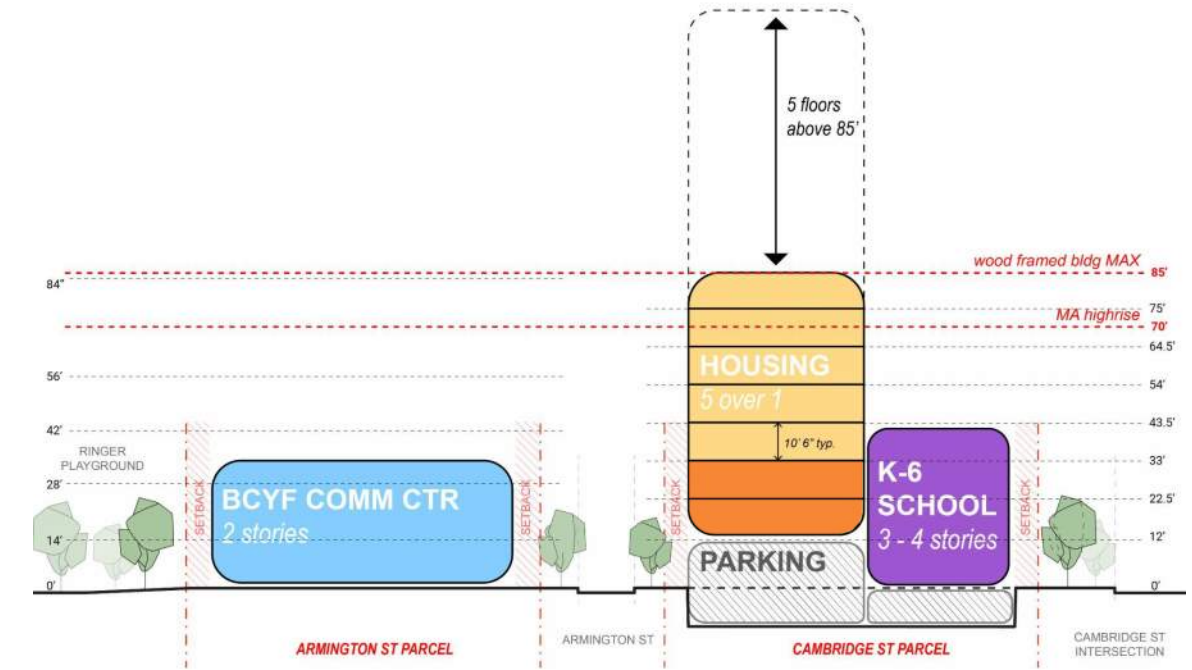 5 floors
above 85'
wood framed bldg MAX
84"
85'
75'
MA highrise
70'
64.5'
HOUSING
5 over 1
56'
54'
42'
43.5'
10' 6" typ.
RINGER
PLAYGROUND
33'
28'
SETBACK
BCYF COMM CTR
2 stories
SETBACK
SETBACK
K-6
SCHOOL
3 - 4 stories
SETBACK
22.5'
14'
12'
PARKING
0'
0'
ARMINGTON ST PARCEL
ARMINGTON ST
CAMBRIDGE ST PARCEL
CAMBRIDGE ST
INTERSECTION